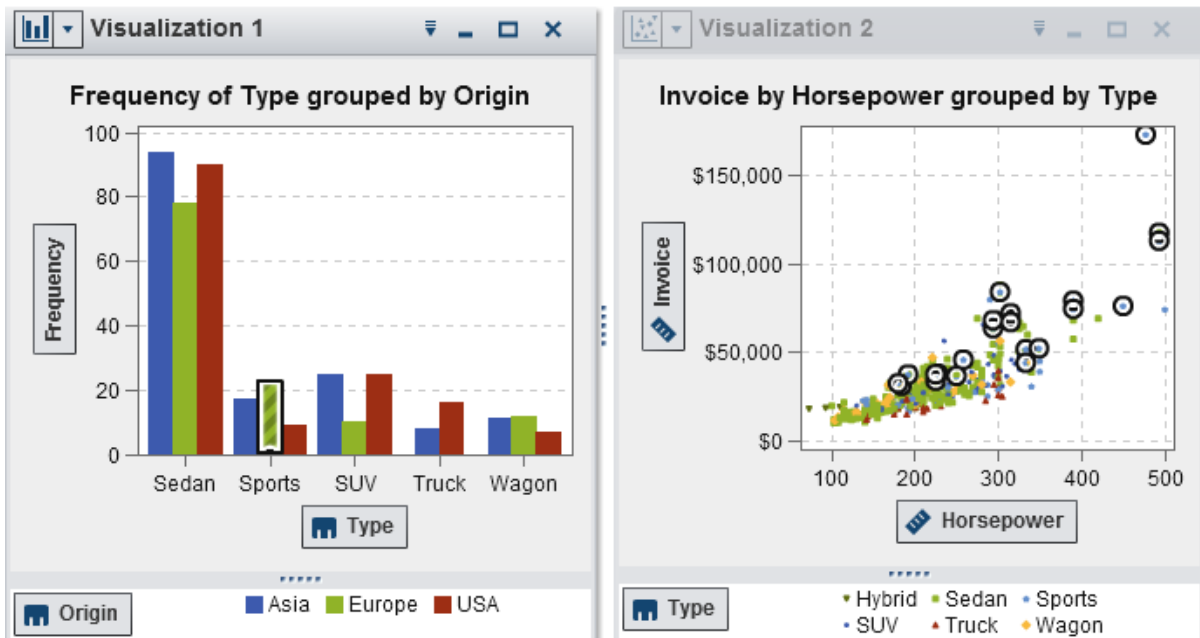 Visualization 1
Frequency of Type grouped by Origin
100
80
60
40
20
0
Frequency
Sedan Sports SUV Truck Wagon
Type
Origin
Asia Europe USA
Visualization 2
Invoice by Horsepower grouped by Type
$150,000
$100,000
$50,000
$0
Invoice
100 200 300 400 500
Horsepower
Type
Hybrid Sedan Sports
SUV Truck Wagon